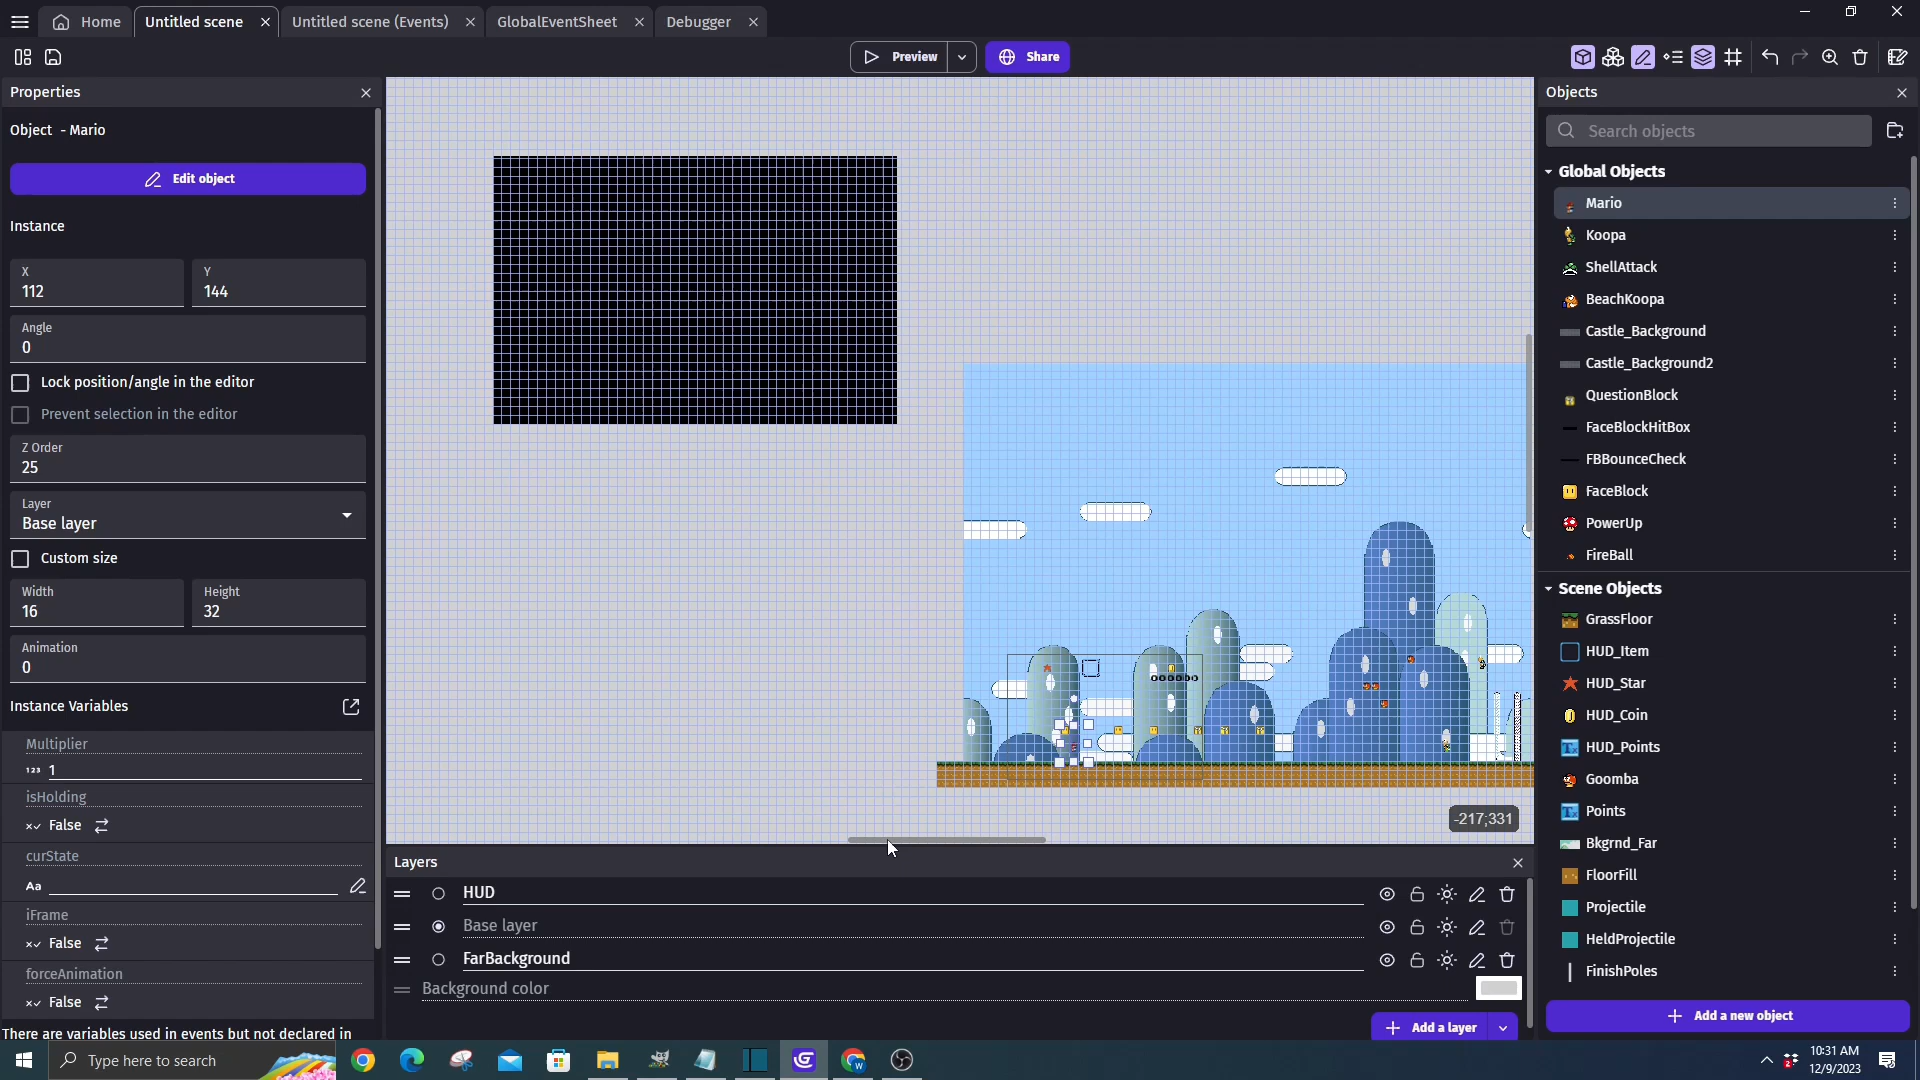 Home
Untitled scene
Untitled scene (Events)
GlobalEventSheet
Debugger
Preview
Share
Properties
Object - Mario
Edit object
Instance
X
112
Y
144
Angle
0
Lock position/angle in the editor
Prevent selection in the editor
Z Order
25
Layer
Base layer
Custom size
Width
16
Height
32
Animation
0
Instance Variables
Multiplier
123 1
isHolding
False
curState
Aa
iFrame
False
forceAnimation
False
There are variables used in events but not declared in
-217;331
Layers
HUD
Base layer
FarBackground
Background color
Add a layer
Objects
Search objects
Global Objects
Mario
Koopa
ShellAttack
BeachKoopa
Castle_Background
Castle_Background2
QuestionBlock
FaceBlockHitBox
FBBounceCheck
FaceBlock
PowerUp
FireBall
Scene Objects
GrassFloor
HUD_Item
HUD_Star
HUD_Coin
HUD_Points
Goomba
Points
Bkgrnd_Far
FloorFill
Projectile
HeldProjectile
FinishPoles
Add a new object
Type here to search
10:31 AM
12/9/2023